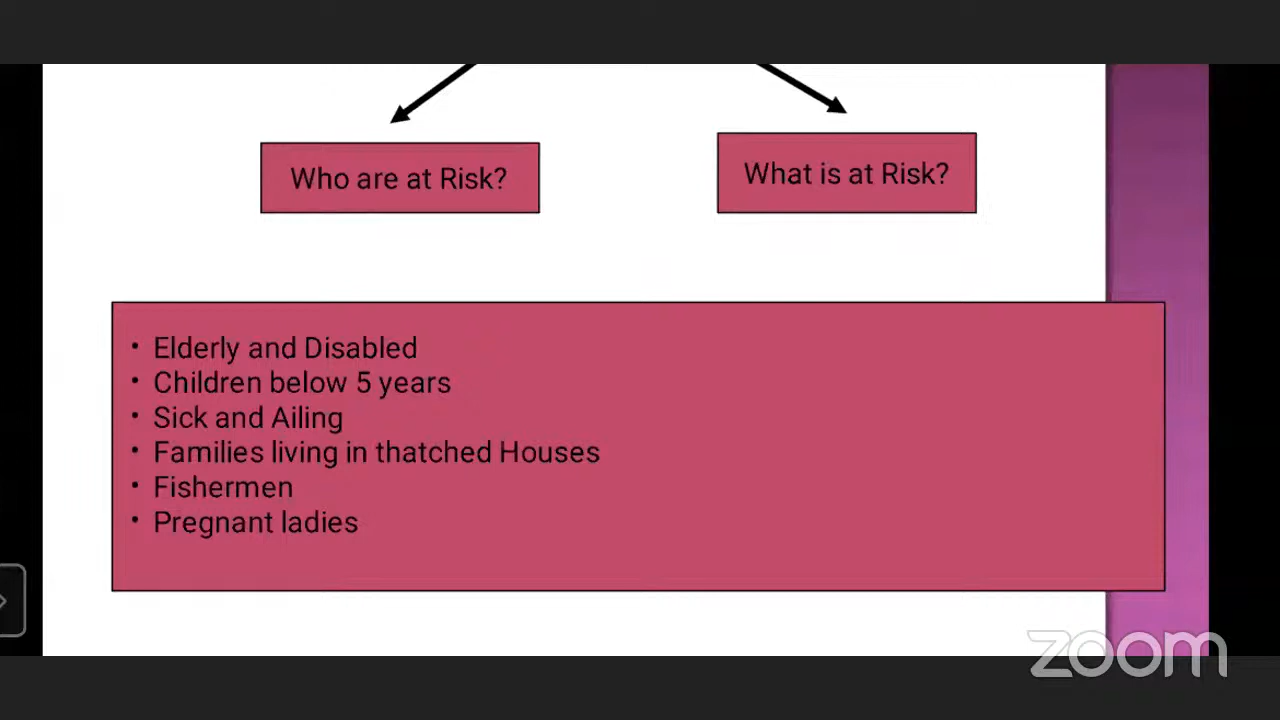 Who are at Risk?
What is at Risk?
• Elderly and Disabled
• Children below 5 years
• Sick and Ailing
• Families living in thatched Houses
• Fishermen
• Pregnant ladies
zoom